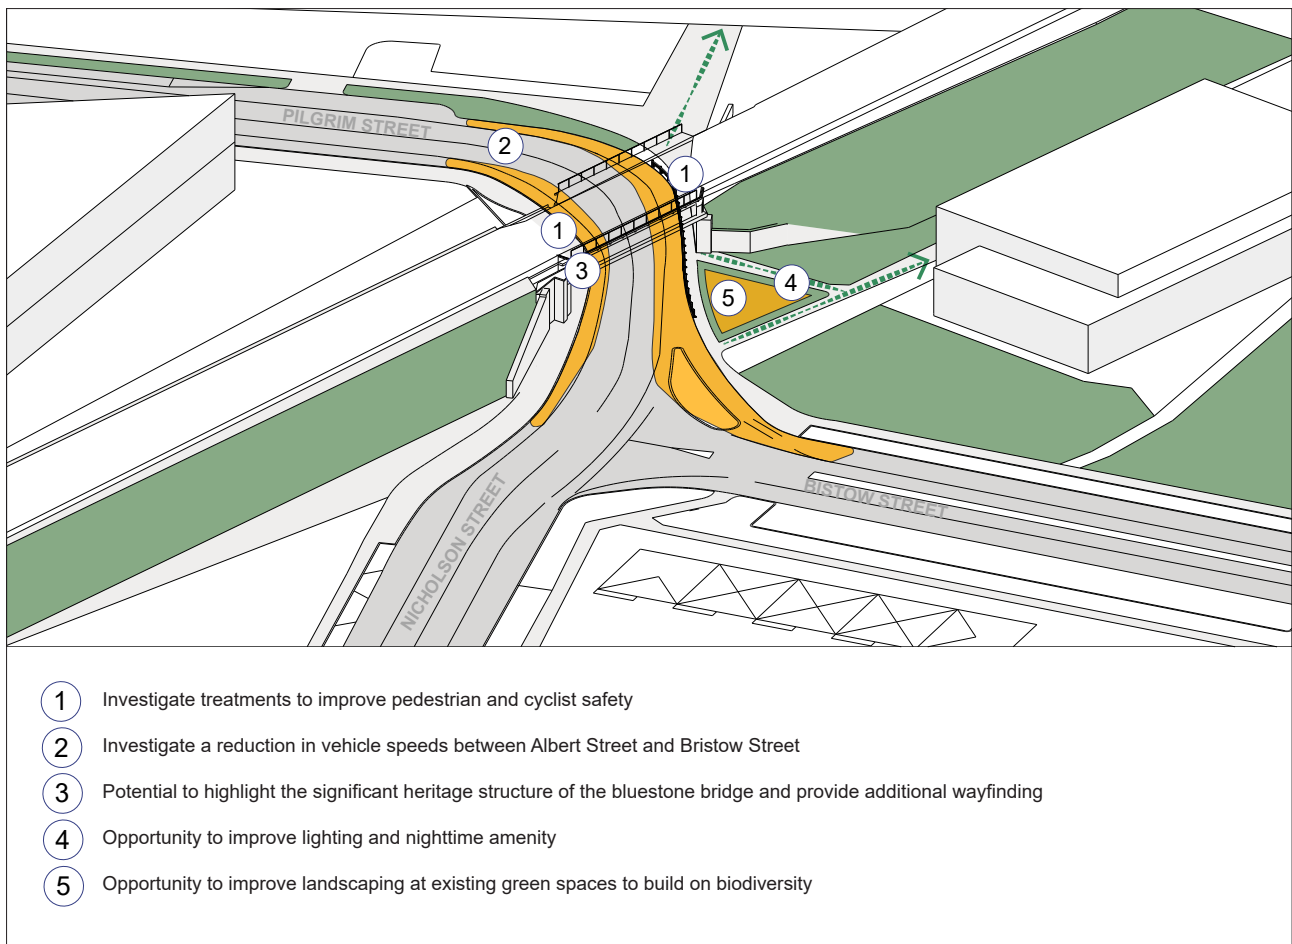 PILGRIM STREET
2
1
1
3
4
5
BISTOW STREET
NICHOLSON STREET
1 Investigate treatments to improve pedestrian and cyclist safety
2 Investigate a reduction in vehicle speeds between Albert Street and Bristow Street
3 Potential to highlight the significant heritage structure of the bluestone bridge and provide additional wayfinding
4 Opportunity to improve lighting and nighttime amenity
5 Opportunity to improve landscaping at existing green spaces to build on biodiversity